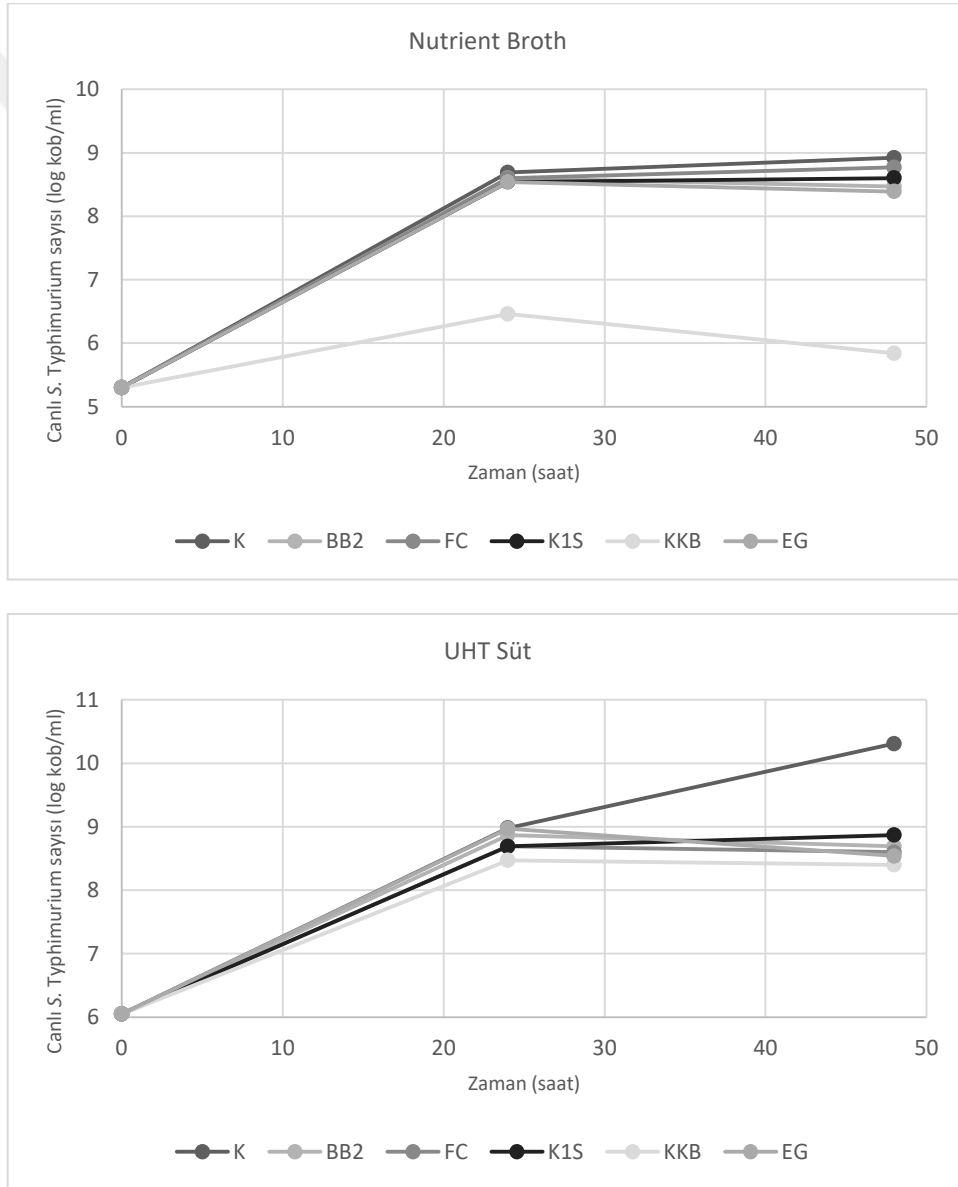 Nutrient Broth
10
9
8
7
6
5
0 10 20 30 40 50
Canlı S. Typhimurium sayısı (log kob/ml)
Zaman (saat)
K BB2 FC K1S KKB EG
UHT Süt
11
10
9
8
7
6
0 10 20 30 40 50
Canlı S. Typhimurium sayısı (log kob/ml)
Zaman (saat)
K BB2 FC K1S KKB EG